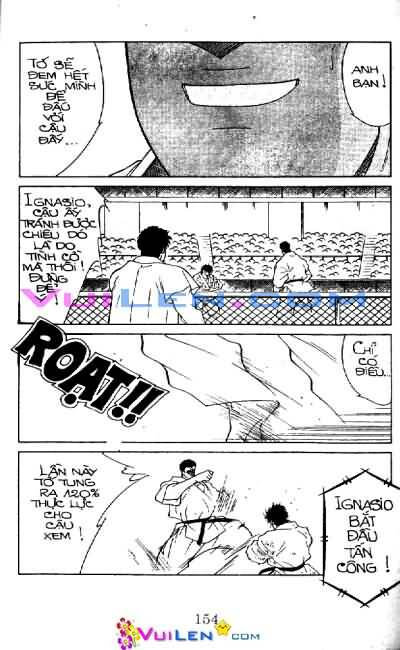 ANH
BẠN!
TỚ SẼ
ĐEM HẾT
SỨC MÌNH
ĐỂ
ĐẤU
VỚI
CẬU
ĐẤY...
IGNASIO,
CẬU ẤY
TRÁNH ĐƯỢC
CHIÊU ĐÓ
LÀ DO
TÌNH CỜ
MÀ THÔI!
ĐỪNG
ĐỂ
VUILEN.COM
CHỈ
CÓ
ĐIỀU...
ROẠT!!
LẦN NÀY
TỚ TUNG
RA 120%
THỰC LỰC
CHO
CẬU
XEM!
IGNASIO
BẮT
ĐẦU
TẤN
CÔNG!
154
VUILEN.COM